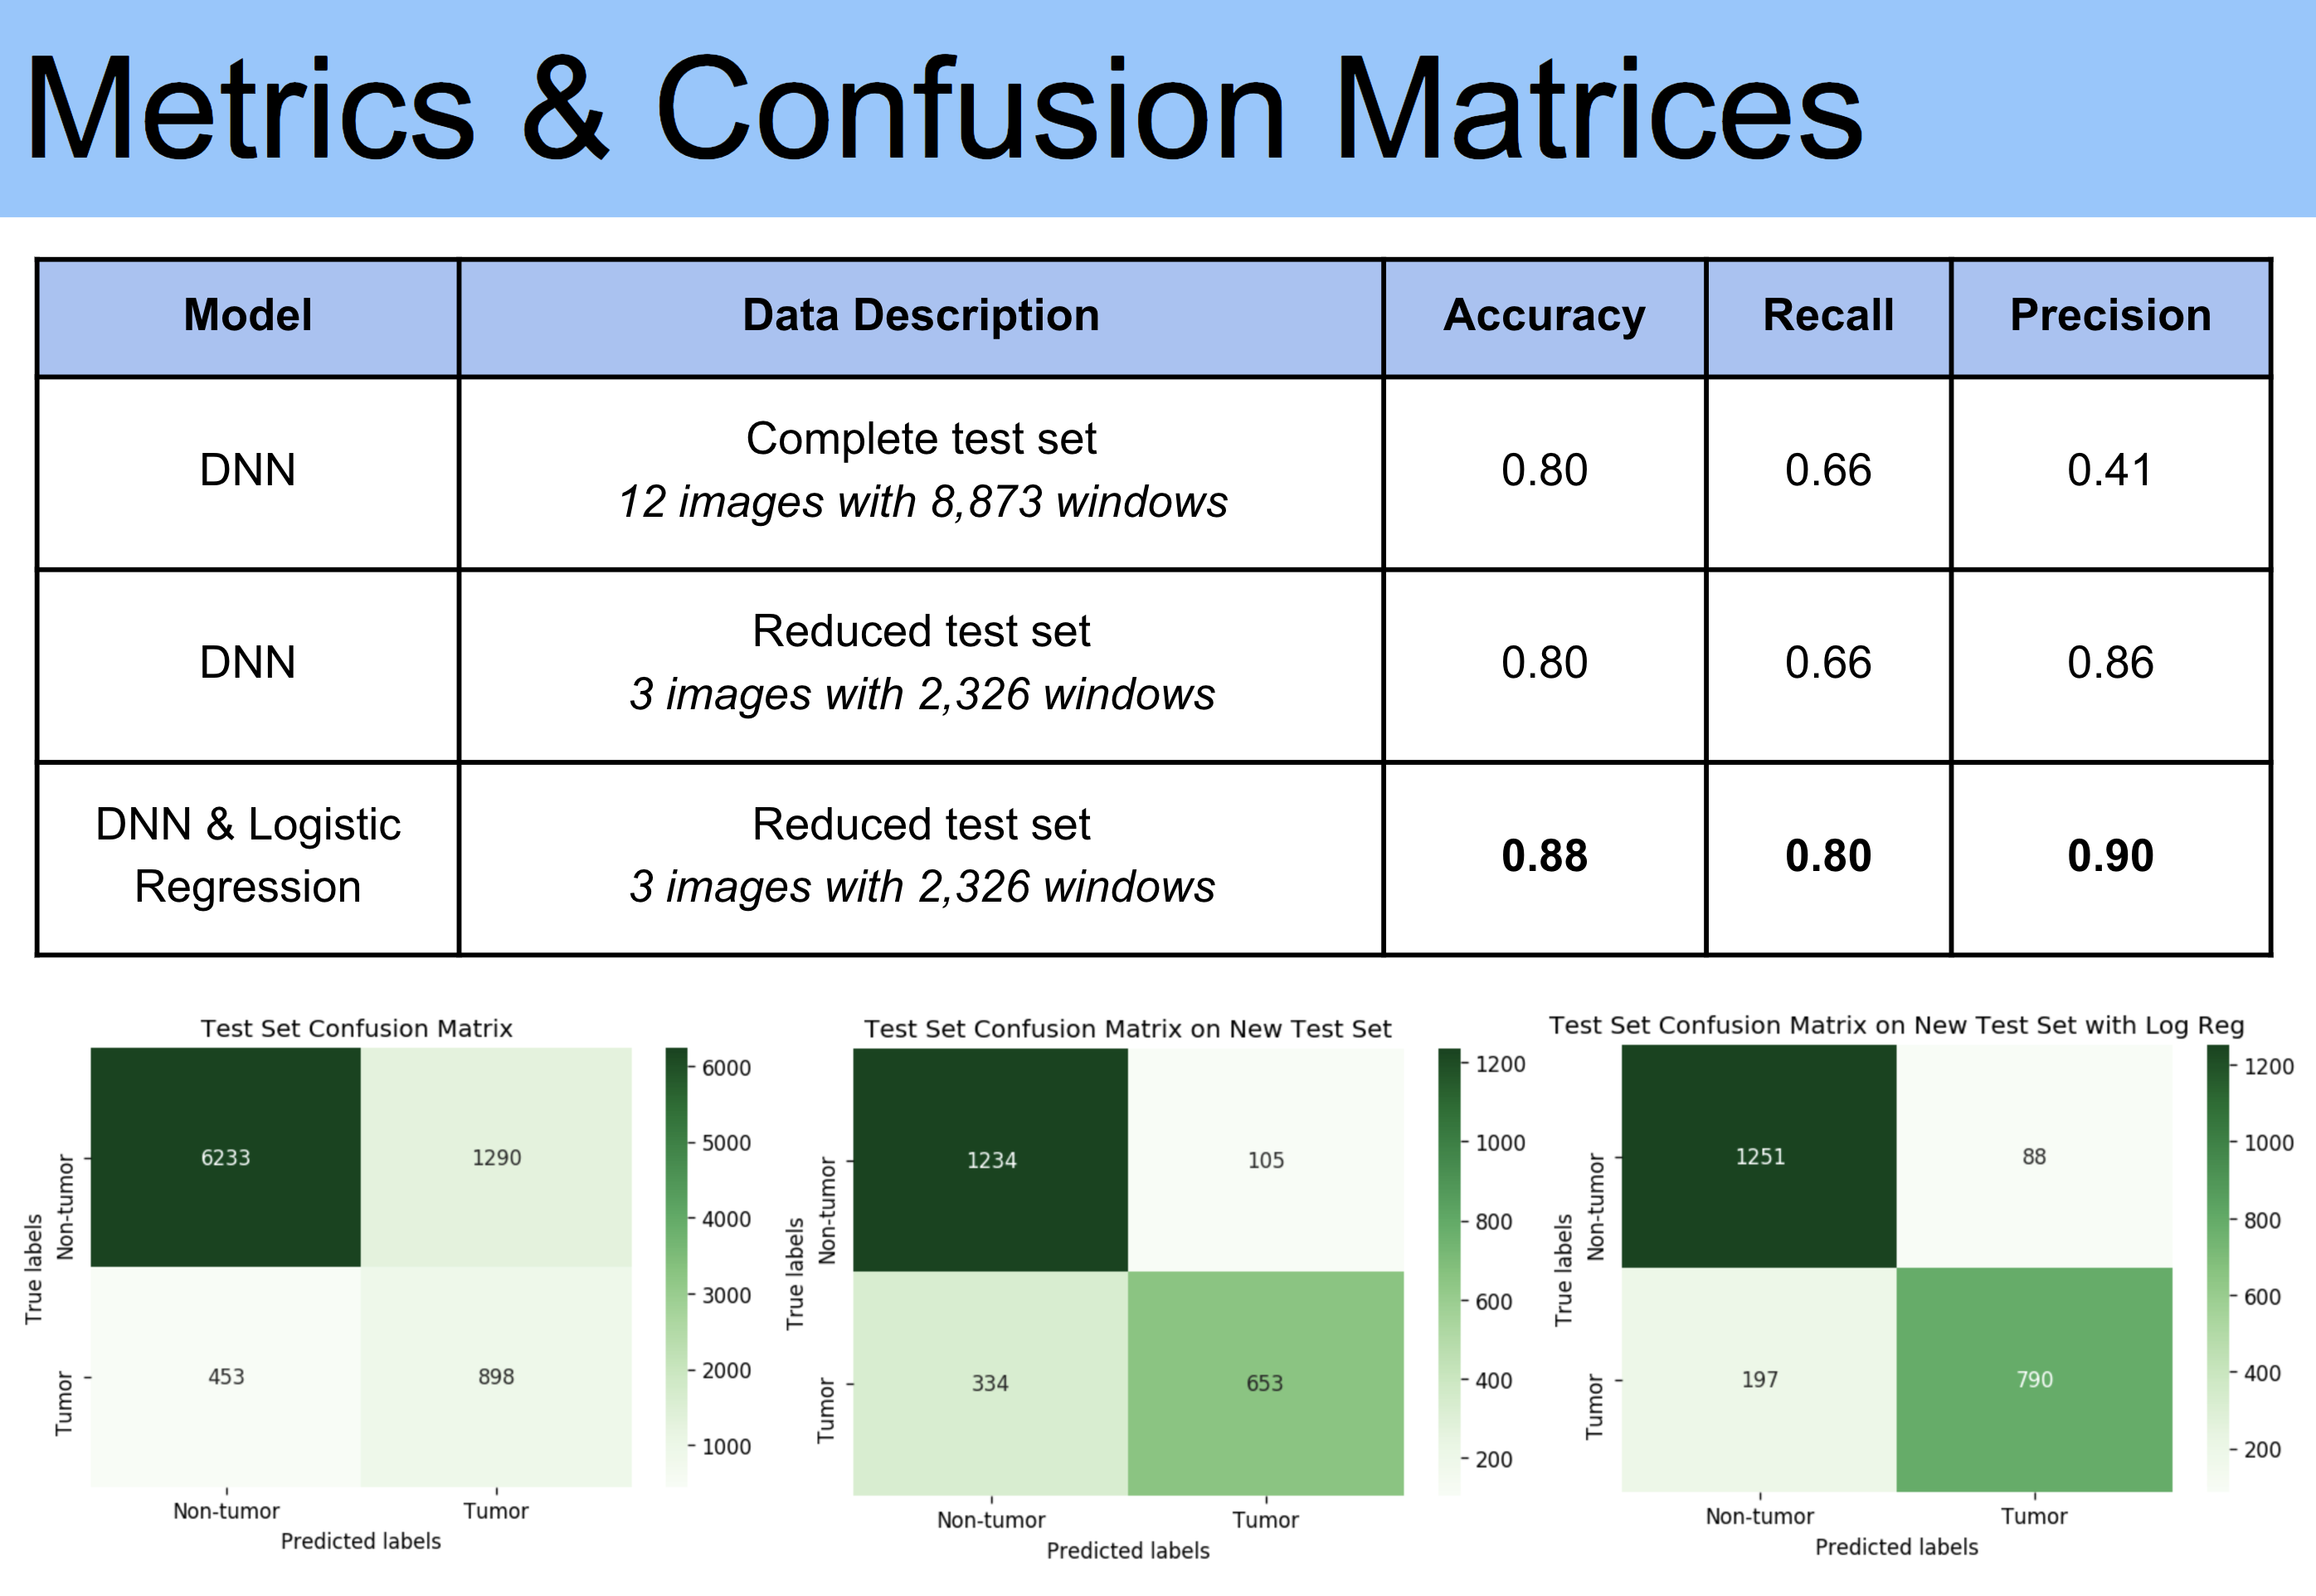 Metrics & Confusion Matrices
Model Data Description Accuracy Recall Precision
DNN
Complete test set
12 images with 8,873 windows
0.80 0.66 0.41
DNN
Reduced test set
3 images with 2,326 windows
0.80 0.66 0.86
DNN & Logistic
Regression
Reduced test set
3 images with 2,326 windows
0.88 0.80 0.90
Test Set Confusion Matrix
True labels
Non-tumor
Tumor
6233 1290
453 898
Non-tumor Tumor
Predicted labels
6000
5000
4000
3000
2000
1000
Test Set Confusion Matrix on New Test Set
True labels
Non-tumor
Tumor
1234 105
334 653
Non-tumor Tumor
Predicted labels
1200
1000
800
600
400
200
Test Set Confusion Matrix on New Test Set with Log Reg
True labels
Non-tumor
Tumor
1251 88
197 790
Non-tumor Tumor
Predicted labels
1200
1000
800
600
400
200